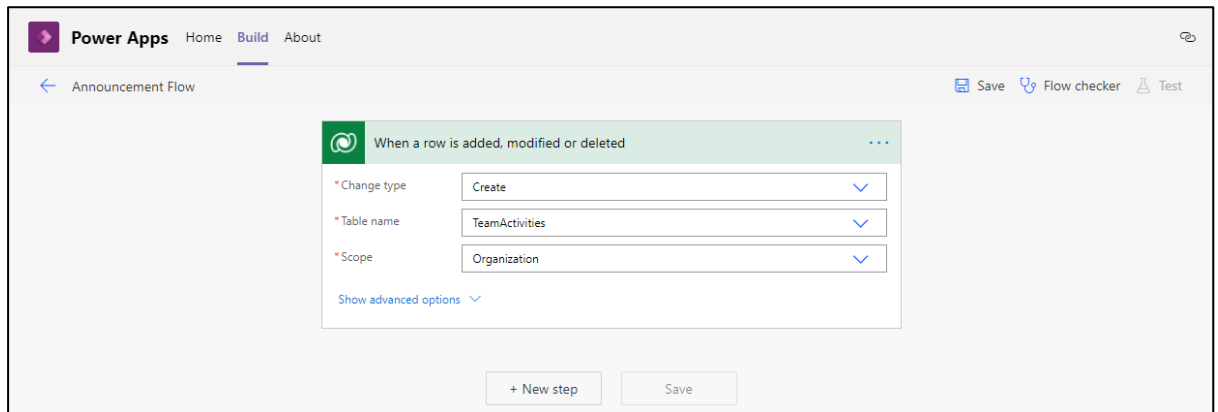 Power Apps Home Build About
Announcement Flow Save Flow checker Test
When a row is added, modified or deleted
*Change type Create
*Table name TeamActivities
*Scope Organization
Show advanced options
+ New step Save